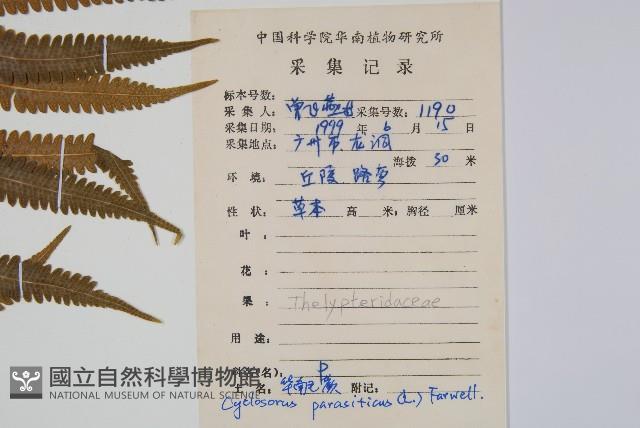 中国科学院华南植物研究所
采集记录
标本号数：
采集人： 曾飞燕 采集号数：1190
采集日期： 1999 年 6 月 15 日
采集地点： 广州市龙洞
海拨 50 米
环境： 丘陵路旁
性状： 草本 高 米，胸径 厘米
叶：
花：
果：
Thelypteridaceae
用途：
P
名： 华南毛蕨 附记：
Cyclosorus parasiticus (L.) Farwell.
國立自然科學博物館
NATIONAL MUSEUM OF NATURAL SCIENCE